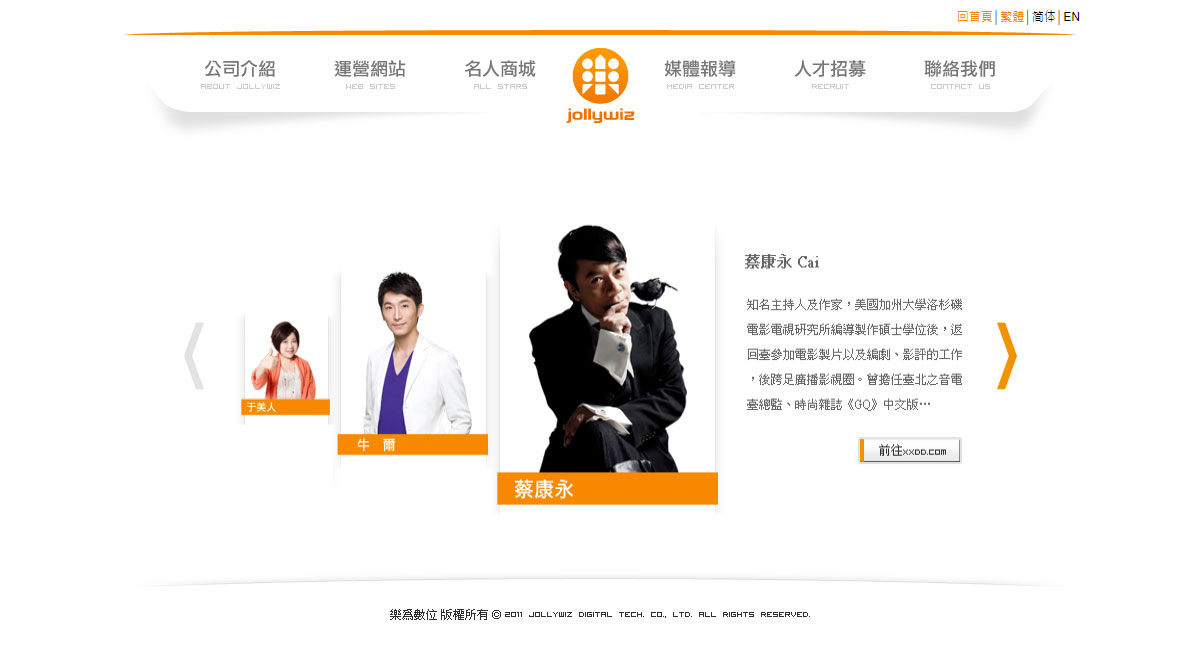 回首頁│繁體│简体│EN
公司介紹 運營網站 名人商城 媒體報導 人才招募 聯絡我們
ABOUT JOLLYWIZ WEB SITES ALL STARS MEDIA CENTER RECRUIT CONTACT US
jollywiz
蔡康永 Cai
知名主持人及作家，美國加州大學洛杉磯
電影電視研究所編導製作碩士學位後，返
回臺參加電影製片以及編劇、影評的工作
，後跨足廣播影視圈。曾擔任臺北之音電
臺總監、時尚雜誌《GQ》中文版…
于美人
牛 爾
蔡康永
前往XXDD.COM
樂為數位 版權所有 © 2011 JOLLYWIZ DIGITAL TECH. CO., LTD. ALL RIGHTS RESERVED.